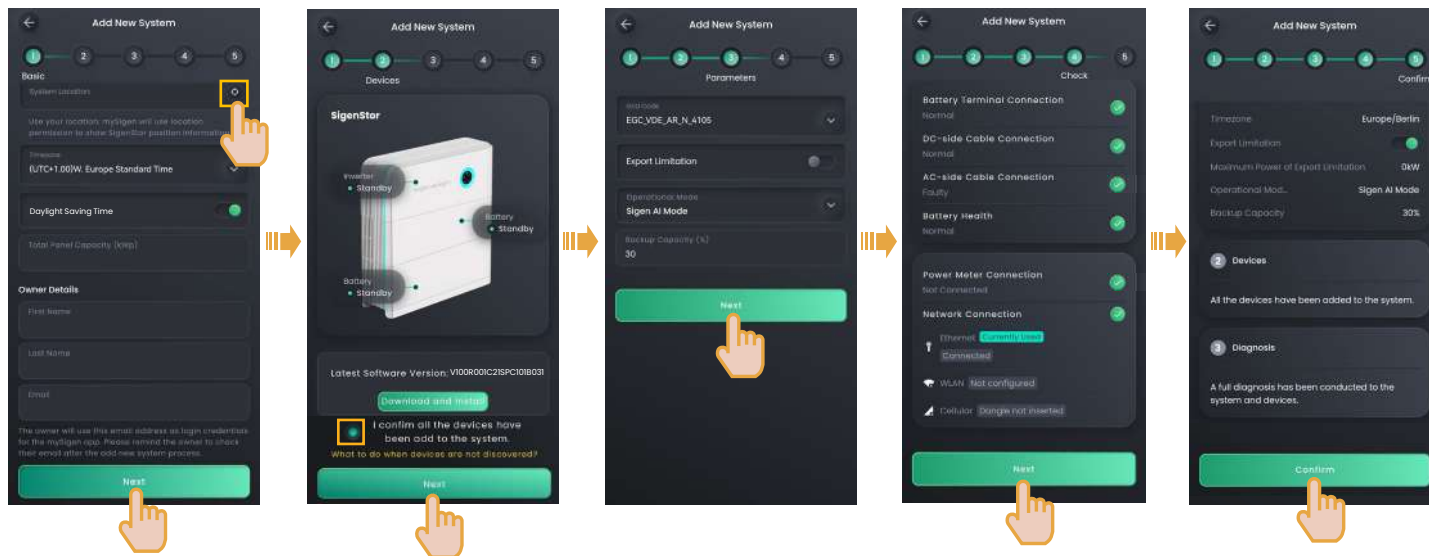 Add New System
1
2
3
4
5
Basic
System Location
Use your location, mySigen will use location
permission to show SigenStor position information
Timezone
(UTC+1.00)W. Europe Standard Time
Daylight Saving Time
Total Panel Capacity (kWp)
Owner Details
First Name
Last Name
Email
The owner will use this email address as login credentials
for the mySigen app. Please remind the owner to check
their email after the add new system process.
Next
Add New System
1
2
3
4
5
Devices
SigenStor
Inverter
Standby
Battery
Standby
Battery
Standby
Latest Software Version: V100R001C21SPC101B031
Download and Install
I confim all the devices have
been add to the system.
What to do when devices are not discovered?
Next
Add New System
1
2
3
4
5
Parameters
Grid Code
EGC_VDE_AR_N_4105
Export Limitation
Operational Mode
Sigen AI Mode
Backup Capacity (%)
30
Next
Add New System
1
2
3
4
5
Check
Battery Terminal Connection
Normal
DC-side Cable Connection
Normal
AC-side Cable Connection
Faulty
Battery Health
Normal
Power Meter Connection
Not Connected
Network Connection
Ethernet Currently Used
Connected
WLAN Not configured
Cellular Dongle not inserted
Next
Add New System
1
2
3
4
5
Confirm
Timezone Europe/Berlin
Export Limitation
Maximum Power of Export Limitation 0kW
Operational Mod... Sigen AI Mode
Backup Capacity 30%
2 Devices
All the devices have been added to the system.
3 Diagnosis
A full diagnosis has been conducted to the
system and devices.
Confirm